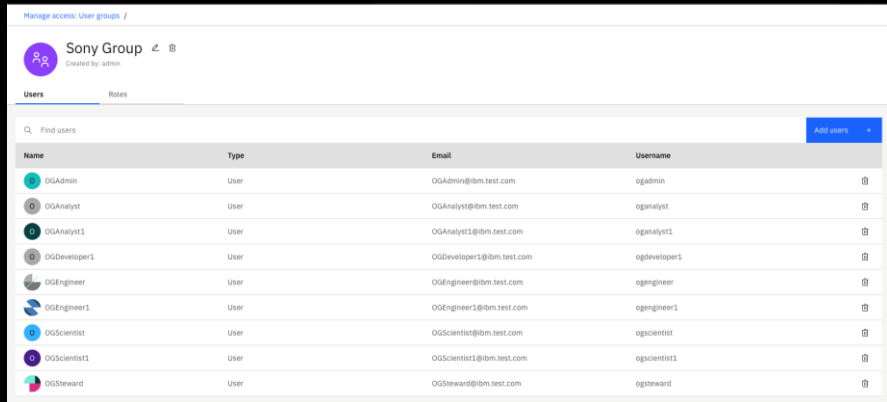 Manage access: User groups /
Sony Group
Created by: admin
Users Roles
Find users Add users +
Name Type Email Username
O OGAdmin User OGAdmin@ibm.test.com ogadmin
O OGAnalyst User OGAnalyst@ibm.test.com oganalyst
O OGAnalyst1 User OGAnalyst1@ibm.test.com oganalyst1
O OGDeveloper1 User OGDeveloper1@ibm.test.com ogdeveloper1
OGEngineer User OGEngineer@ibm.test.com ogengineer
OGEngineer1 User OGEngineer1@ibm.test.com ogengineer1
O OGScientist User OGScientist@ibm.test.com ogscientist
O OGScientist1 User OGScientist1@ibm.test.com ogscientist1
OGSteward User OGSteward@ibm.test.com ogsteward